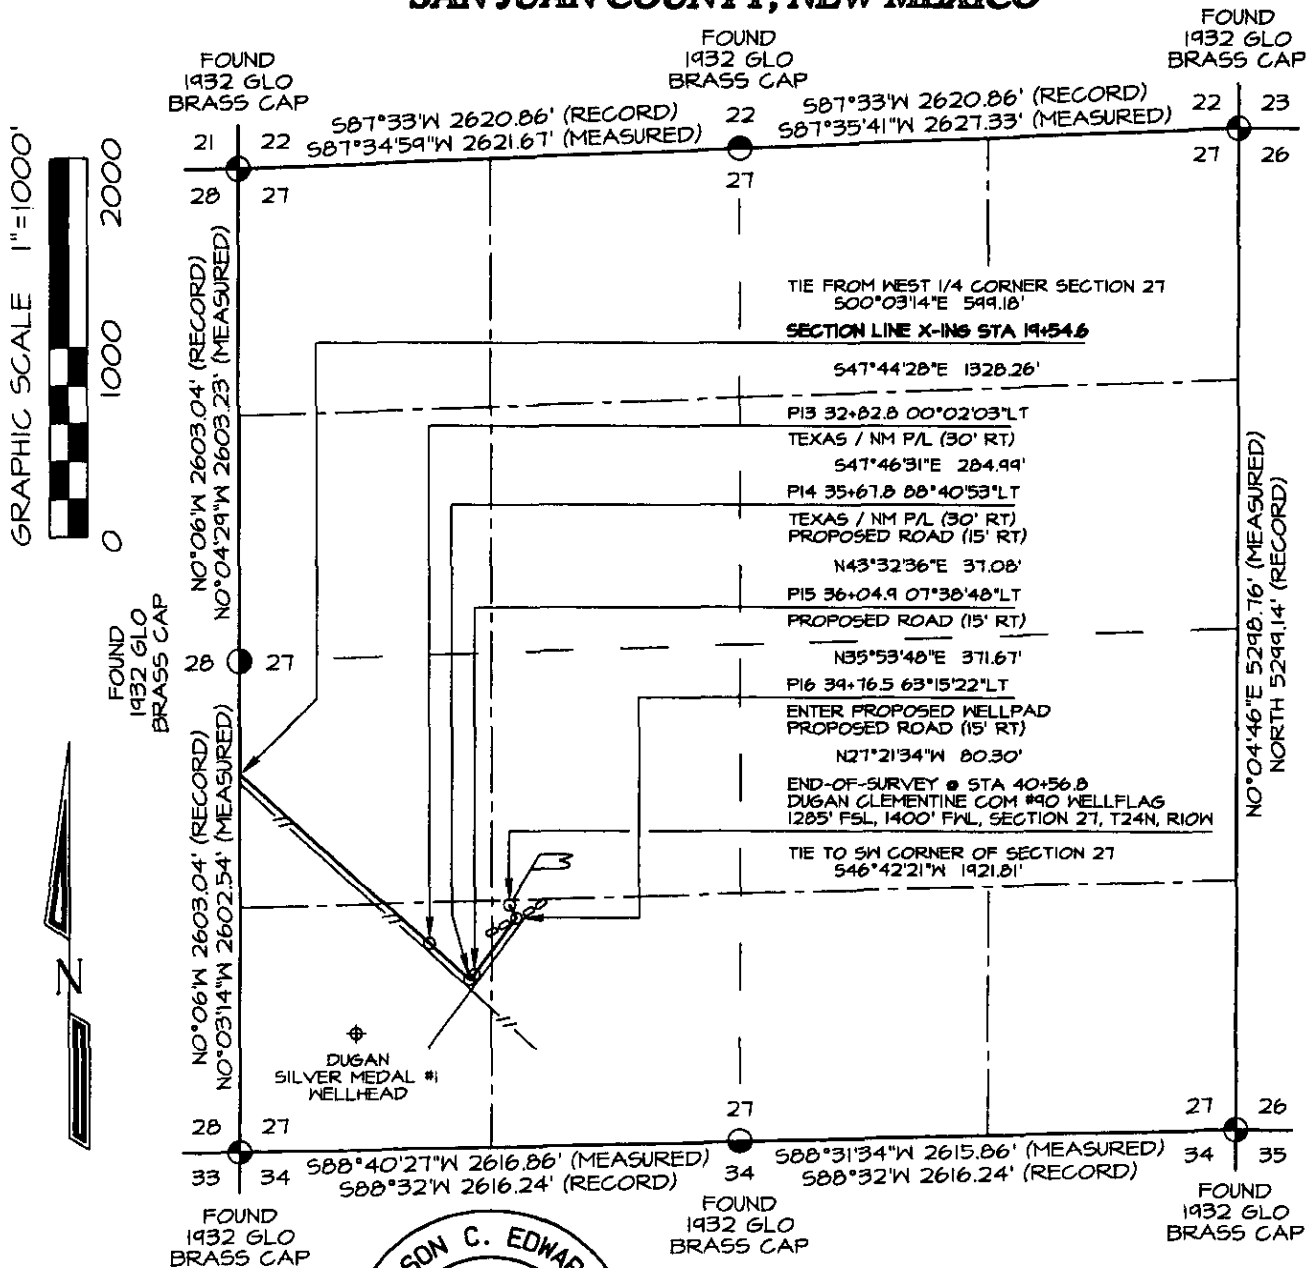 SAN JUAN COUNTY, NEW MEXICO
FOUND
1932 GLO
BRASS CAP
FOUND
1932 GLO
BRASS CAP
FOUND
1932 GLO
BRASS CAP
S87°33'W 2620.86' (RECORD)
S87°34'59"W 2621.67' (MEASURED)
S87°33'W 2620.86' (RECORD)
S87°35'41"W 2627.33' (MEASURED)
21 22
28 27
22
27
22 23
27 26
GRAPHIC SCALE 1"=1000'
0 1000 2000
N0°06'W 2603.04' (RECORD)
N0°04'29"W 2603.23' (MEASURED)
TIE FROM WEST 1/4 CORNER SECTION 27
S00°03'14"E 599.18'
SECTION LINE X-ING STA 19+54.6
S47°44'28"E 1328.26'
PI3 32+82.8 00°02'03"LT
TEXAS / NM P/L (30' RT)
S47°46'31"E 284.99'
PI4 35+67.8 88°40'53"LT
TEXAS / NM P/L (30' RT)
PROPOSED ROAD (15' RT)
N43°32'36"E 37.08'
PI5 36+04.9 07°38'48"LT
PROPOSED ROAD (15' RT)
N35°53'48"E 371.67'
PI6 39+76.5 63°15'22"LT
ENTER PROPOSED WELLPAD
PROPOSED ROAD (15' RT)
N27°21'34"W 80.30'
END-OF-SURVEY @ STA 40+56.8
DUGAN CLEMENTINE COM #90 WELLFLAG
1285' FSL, 1400' FWL, SECTION 27, T24N, R10W
TIE TO SW CORNER OF SECTION 27
S46°42'21"W 1921.81'
N0°04'46"E 5298.76' (MEASURED)
NORTH 5299.14' (RECORD)
FOUND
1932 GLO
BRASS CAP
28 27
N0°06'W 2603.04' (RECORD)
N0°03'14"W 2602.54' (MEASURED)
N
DUGAN
SILVER MEDAL #1
WELLHEAD
28 27
33 34
27
34
27 26
34 35
S88°40'27"W 2616.86' (MEASURED)
S88°32'W 2616.24' (RECORD)
S88°31'34"W 2615.86' (MEASURED)
S88°32'W 2616.24' (RECORD)
FOUND
1932 GLO
BRASS CAP
FOUND
1932 GLO
BRASS CAP
FOUND
1932 GLO
BRASS CAP
SON C. EDWAR